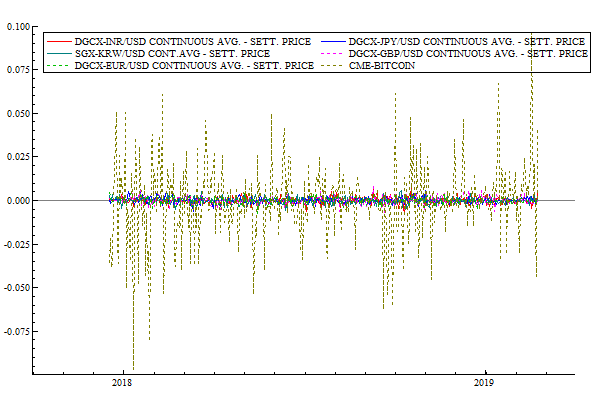 0.100
DGCX-INR/USD CONTINUOUS AVG. - SETT. PRICE
DGCX-JPY/USD CONTINUOUS AVG. - SETT. PRICE
SGX-KRW/USD CONT.AVG - SETT. PRICE
DGCX-GBP/USD CONTINUOUS AVG. - SETT. PRICE
DGCX-EUR/USD CONTINUOUS AVG. - SETT. PRICE
CME-BITCOIN
0.075
0.050
0.025
0.000
-0.025
-0.050
-0.075
2018
2019